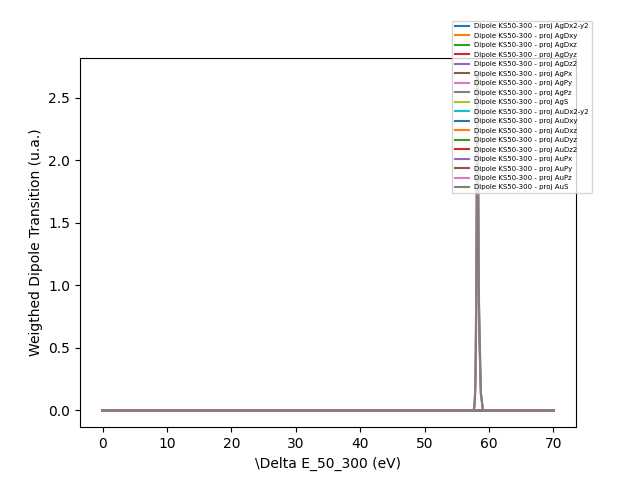 Dipole KS50-300 - proj AgDx2-y2
Dipole KS50-300 - proj AgDxy
Dipole KS50-300 - proj AgDxz
Dipole KS50-300 - proj AgDyz
Dipole KS50-300 - proj AgDz2
Dipole KS50-300 - proj AgPx
Dipole KS50-300 - proj AgPy
Dipole KS50-300 - proj AgPz
Dipole KS50-300 - proj AgS
Dipole KS50-300 - proj AuDx2-y2
Dipole KS50-300 - proj AuDxy
Dipole KS50-300 - proj AuDxz
Dipole KS50-300 - proj AuDyz
Dipole KS50-300 - proj AuDz2
Dipole KS50-300 - proj AuPx
Dipole KS50-300 - proj AuPy
Dipole KS50-300 - proj AuPz
Dipole KS50-300 - proj AuS
Weigthed Dipole Transition (u.a.)
2.5
2.0
1.5
1.0
0.5
0.0
0 10 20 30 40 50 60 70
\Delta E_50_300 (eV)